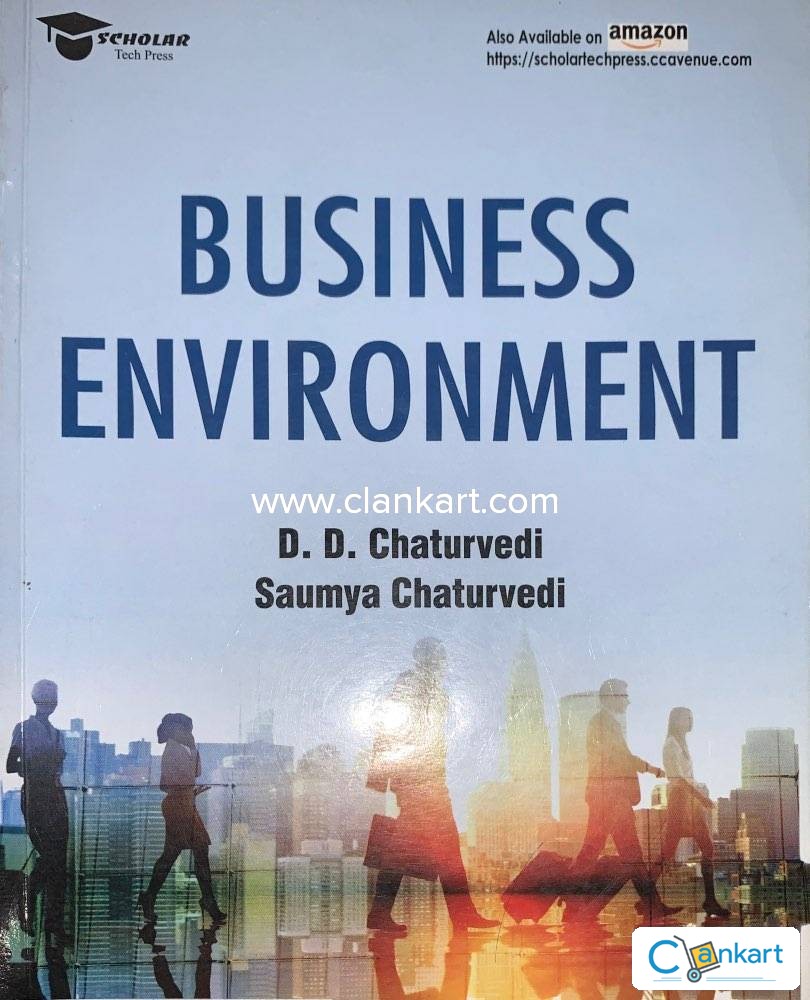 SCHOLAR
Tech Press
Also Available on amazon
https://scholartechpress.ccavenue.com
BUSINESS
ENVIRONMENT
www.clankart.com
D. D. Chaturvedi
Saumya Chaturvedi
Clankart